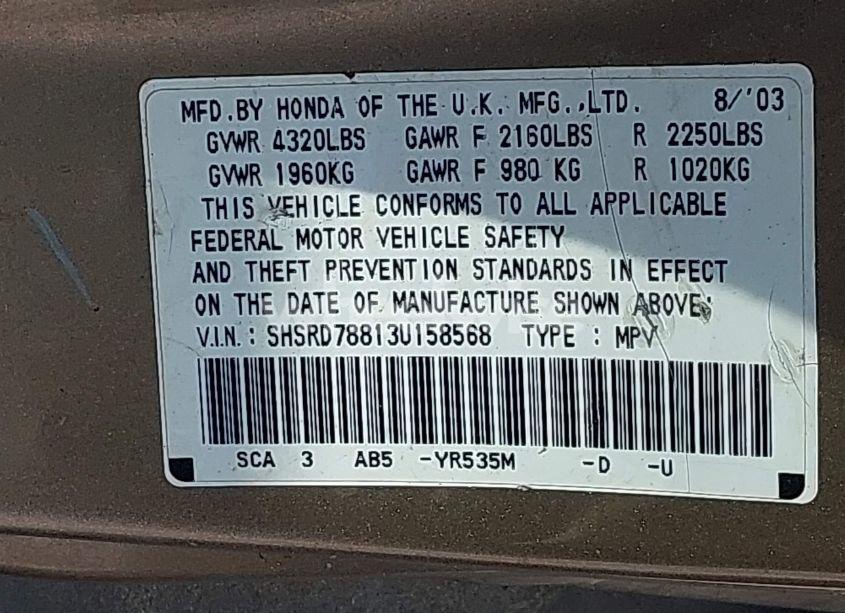 MFD.BY HONDA OF THE U.K. MFG.,LTD. 8/'03
GVWR 4320LBS GAWR F 2160LBS R 2250LBS
GVWR 1960KG GAWR F 980 KG R 1020KG
THIS VEHICLE CONFORMS TO ALL APPLICABLE
FEDERAL MOTOR VEHICLE SAFETY
AND THEFT PREVENTION STANDARDS IN EFFECT
ON THE DATE OF MANUFACTURE SHOWN ABOVE.
V.I.N. : SHSRD78813U158568 TYPE : MPV
SCA 3 AB5 -YR535M -D -U